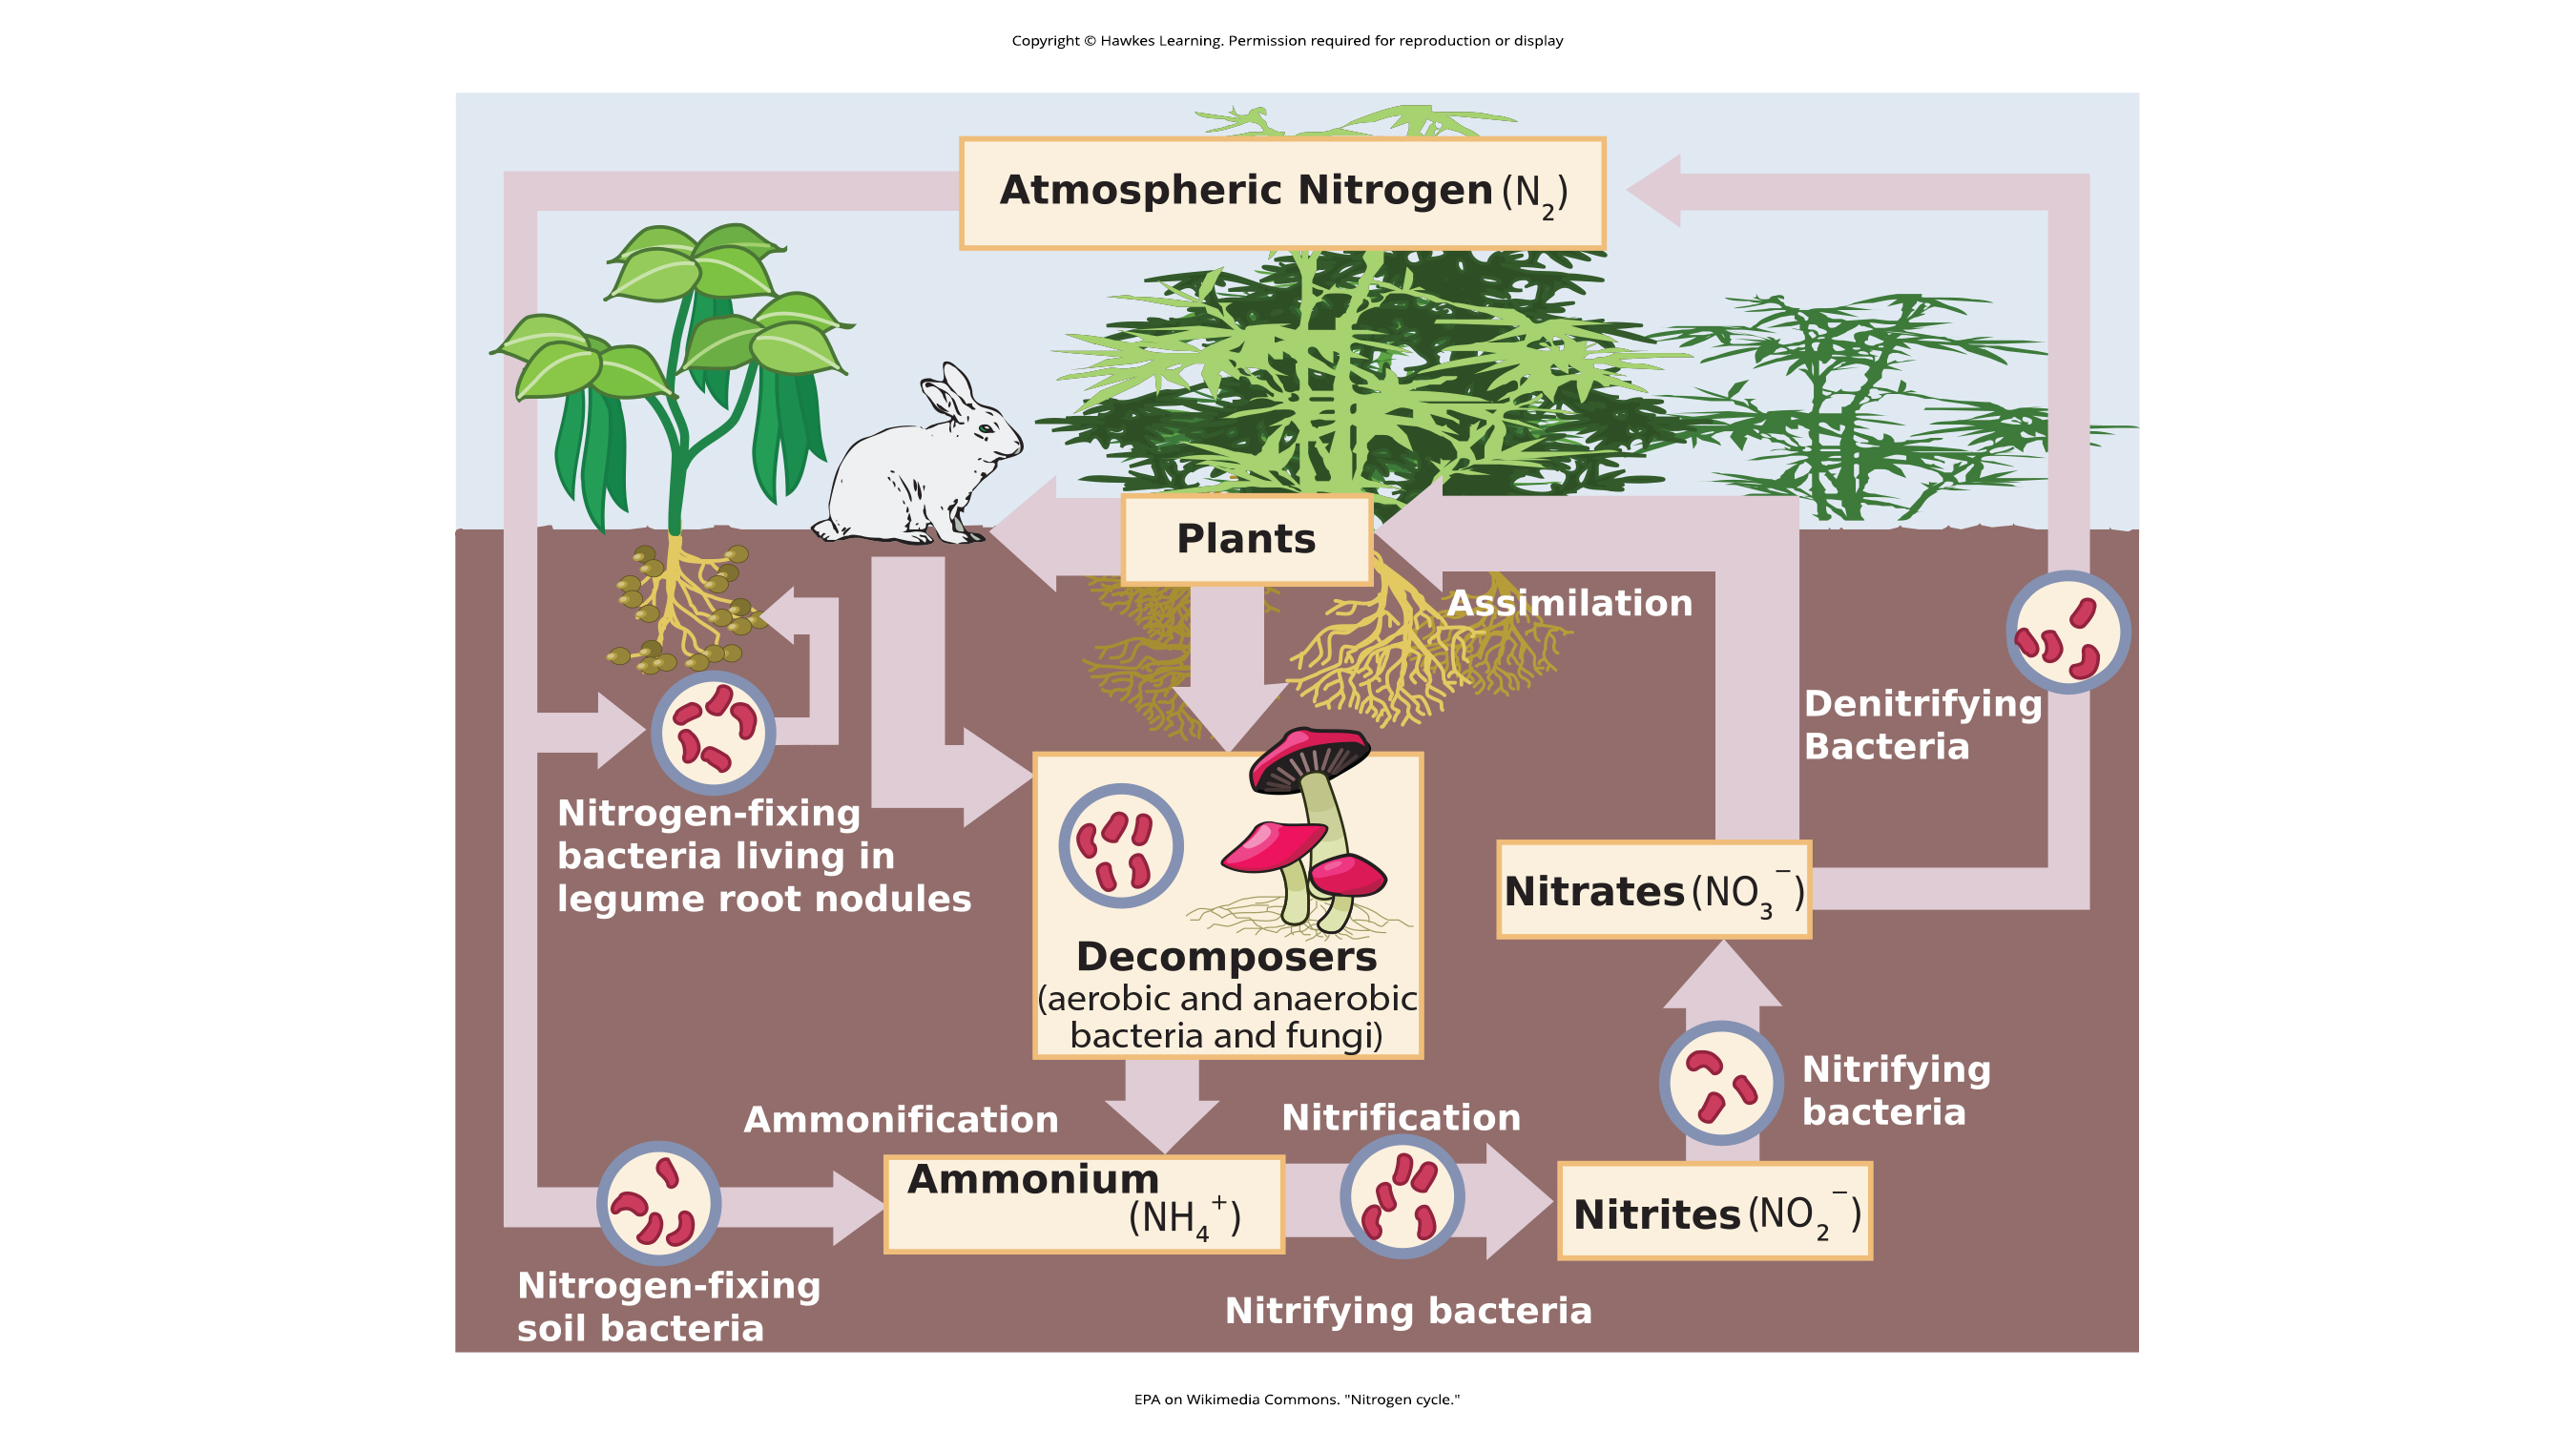 Copyright © Hawkes Learning. Permission required for reproduction or display
Atmospheric Nitrogen (N₂)
Plants
Assimilation
Denitrifying
Bacteria
Nitrogen-fixing
bacteria living in
legume root nodules
Decomposers
(aerobic and anaerobic
bacteria and fungi)
Nitrates (NO₃⁻)
Nitrifying
bacteria
Ammonification
Nitrification
Ammonium
(NH₄⁺)
Nitrites (NO₂⁻)
Nitrogen-fixing
soil bacteria
Nitrifying bacteria
EPA on Wikimedia Commons. "Nitrogen cycle."